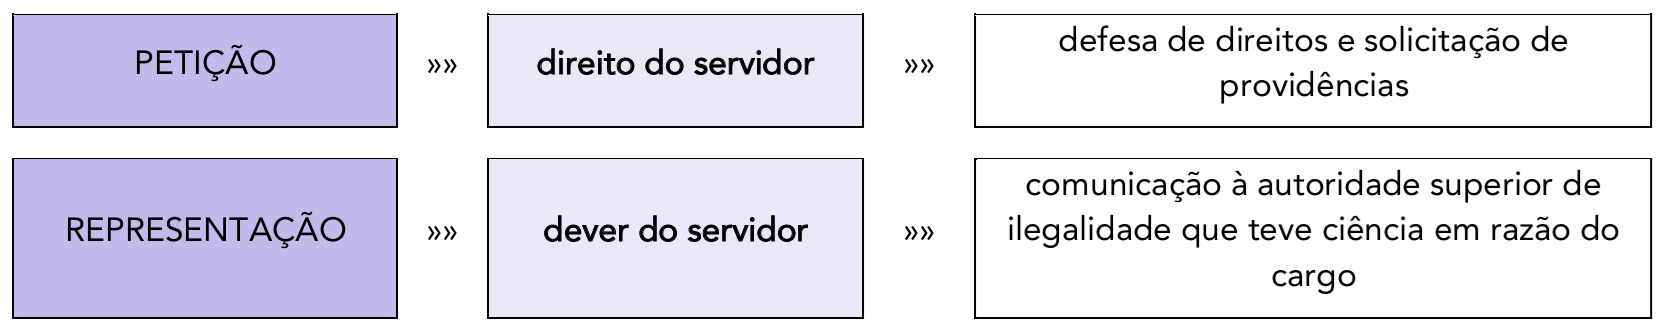 PETIÇÃO »» direito do servidor »» defesa de direitos e solicitação de
providências
REPRESENTAÇÃO »» dever do servidor »» comunicação à autoridade superior de
ilegalidade que teve ciência em razão do
cargo